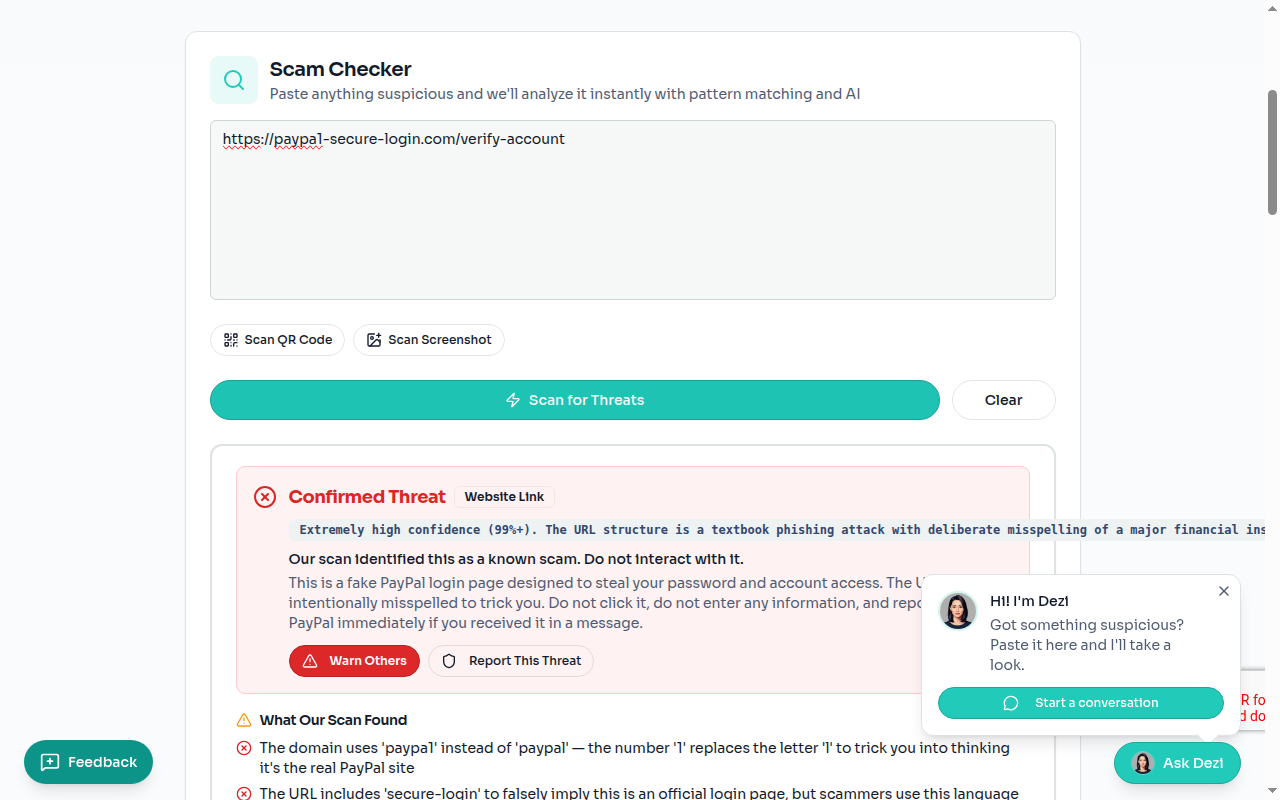 Scam Checker
Paste anything suspicious and we'll analyze it instantly with pattern matching and AI
https://paypa1-secure-login.com/verify-account
Scan QR Code
Scan Screenshot
Scan for Threats
Clear
Confirmed Threat
Website Link
Extremely high confidence (99%+). The URL structure is a textbook phishing attack with deliberate misspelling of a major financial ins
Our scan identified this as a known scam. Do not interact with it.
This is a fake PayPal login page designed to steal your password and account access. The U
intentionally misspelled to trick you. Do not click it, do not enter any information, and repo
PayPal immediately if you received it in a message.
Warn Others
Report This Threat
What Our Scan Found
The domain uses 'paypa1' instead of 'paypal' — the number '1' replaces the letter 'l' to trick you into thinking
it's the real PayPal site
The URL includes 'secure-login' to falsely imply this is an official login page, but scammers use this language
Hi! I'm Dezi
Got something suspicious?
Paste it here and I'll take a
look.
Start a conversation
R fo
d do
Feedback
Ask Dezi